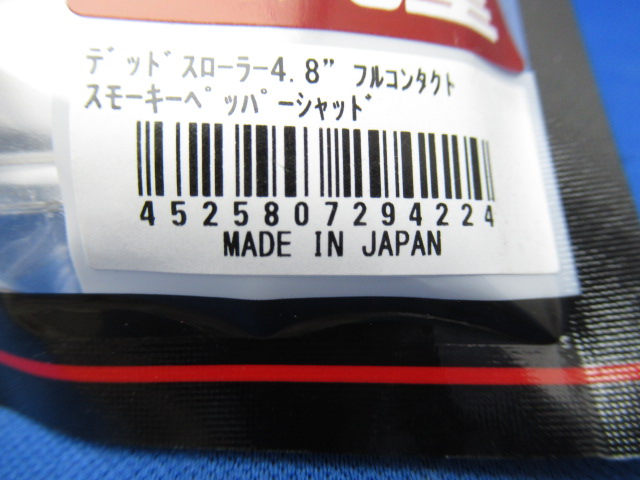 ﾃﾞｯﾄﾞｽﾛｰﾗｰ4.8” ﾌﾙｺﾝﾀｸﾄ
ｽﾓｰｷｰﾍﾟｯﾊﾟｰｼｬｯﾄﾞ
4525807294224
MADE IN JAPAN